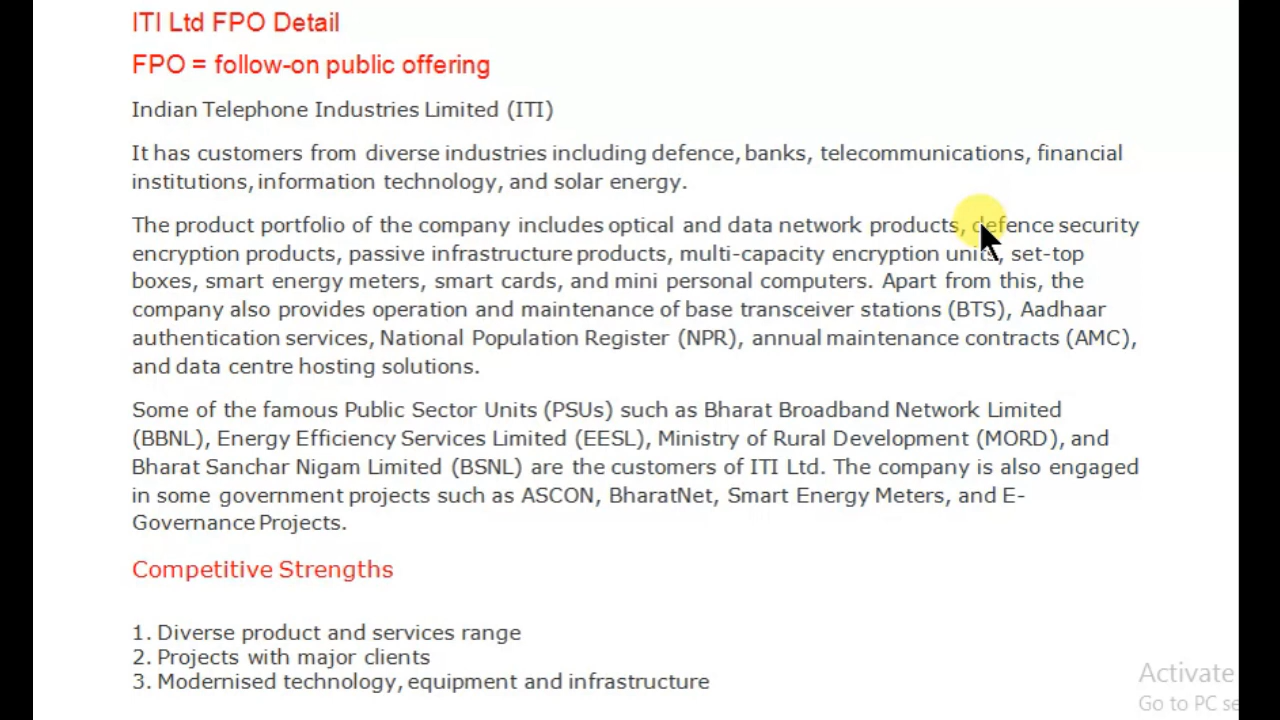 ITI Ltd FPO Detail
FPO = follow-on public offering
Indian Telephone Industries Limited (ITI)
It has customers from diverse industries including defence, banks, telecommunications, financial
institutions, information technology, and solar energy.
The product portfolio of the company includes optical and data network products, defence security
encryption products, passive infrastructure products, multi-capacity encryption units, set-top
boxes, smart energy meters, smart cards, and mini personal computers. Apart from this, the
company also provides operation and maintenance of base transceiver stations (BTS), Aadhaar
authentication services, National Population Register (NPR), annual maintenance contracts (AMC),
and data centre hosting solutions.
Some of the famous Public Sector Units (PSUs) such as Bharat Broadband Network Limited
(BBNL), Energy Efficiency Services Limited (EESL), Ministry of Rural Development (MORD), and
Bharat Sanchar Nigam Limited (BSNL) are the customers of ITI Ltd. The company is also engaged
in some government projects such as ASCON, BharatNet, Smart Energy Meters, and E-
Governance Projects.
Competitive Strengths
1. Diverse product and services range
2. Projects with major clients
3. Modernised technology, equipment and infrastructure
Activate
Go to PC se